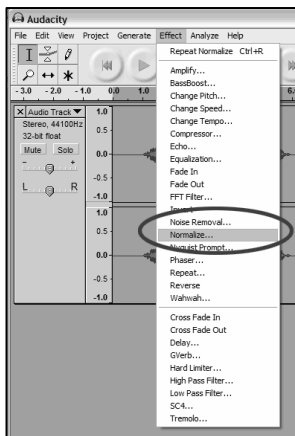 Audacity
File Edit View Project Generate Effect Analyze Help
Repeat Normalize Ctrl+R
- 3.0 - 2.0 - 1.0 0.0 1.0 6.0
Audio Track
Stereo, 44100Hz
32-bit float
Mute Solo
- +
L R
1.0
0.5
0.0
-0.5
-1.0
1.0
0.5
0.0
-0.5
-1.0
Amplify...
BassBoost...
Change Pitch...
Change Speed...
Change Tempo...
Compressor...
Echo...
Equalization...
Fade In
Fade Out
FFT Filter...
Invert
Noise Removal...
Normalize...
Nyquist Prompt...
Phaser...
Repeat...
Reverse
Wahwah...
Cross Fade In
Cross Fade Out
Delay...
GVerb...
Hard Limiter...
High Pass Filter...
Low Pass Filter...
SC4...
Tremolo...